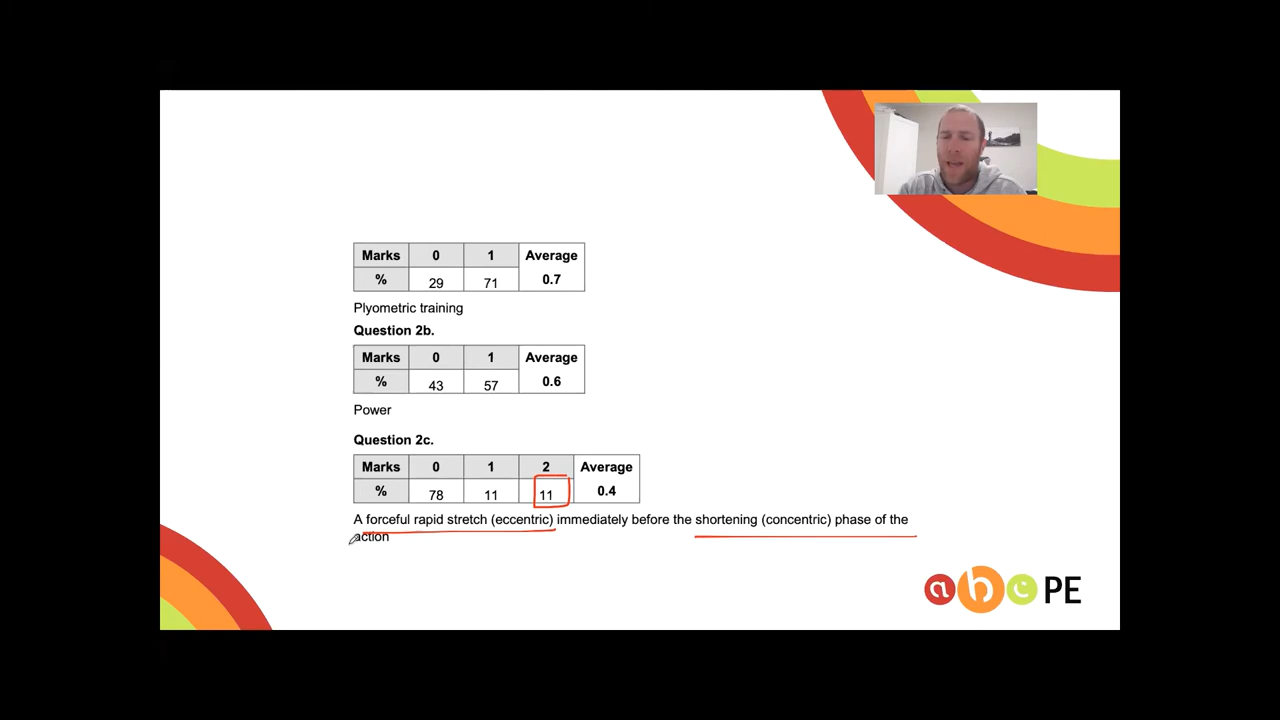 Marks 0 1 Average
% 29 71 0.7
Plyometric training
Question 2b.
Marks 0 1 Average
% 43 57 0.6
Power
Question 2c.
Marks 0 1 2 Average
% 78 11 11 0.4
A forceful rapid stretch (eccentric) immediately before the shortening (concentric) phase of the
action
abc PE